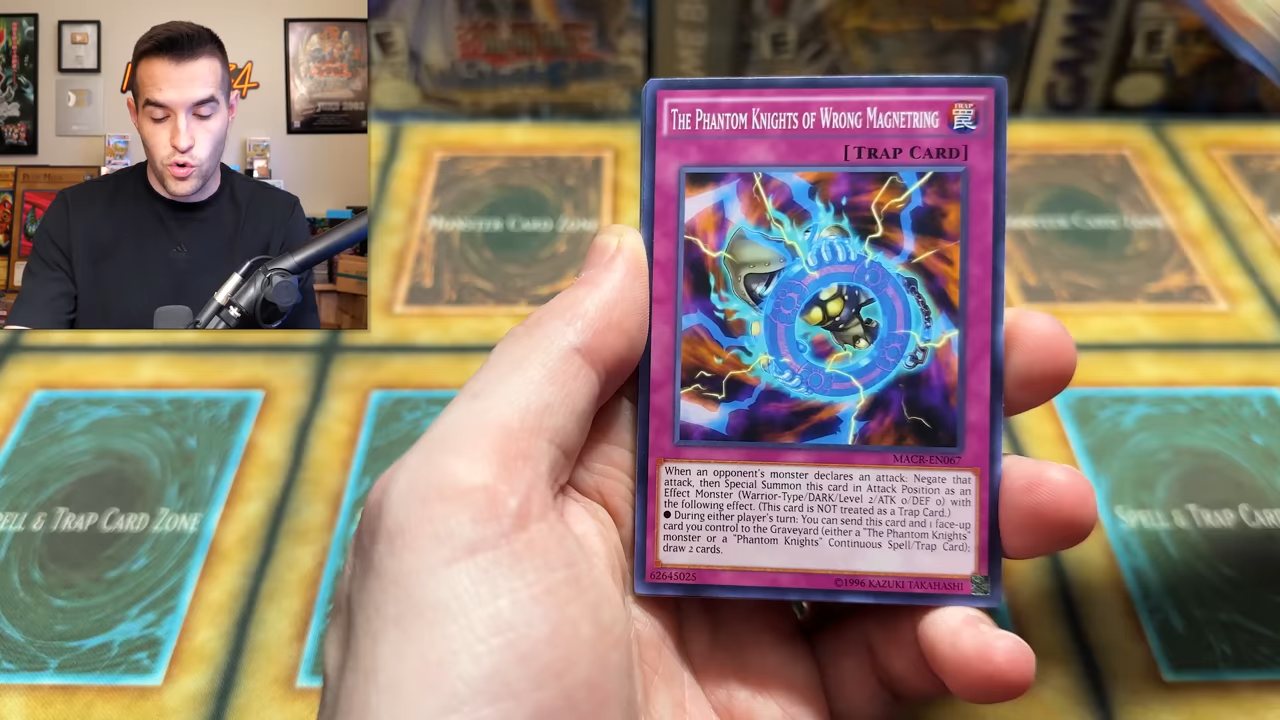 THE PHANTOM KNIGHTS OF WRONG MAGNETRING
TRAP
罠
[TRAP CARD]
MACR-EN067
When an opponent's monster declares an attack: Negate that
attack, then Special Summon this card in Attack Position as an
Effect Monster (Warrior-Type/DARK/Level 2/ATK 0/DEF 0) with
the following effect. (This card is NOT treated as a Trap Card.)
● During either player's turn: You can send this card and 1 face-up
card you control to the Graveyard (either a "The Phantom Knights"
monster or a "Phantom Knights" Continuous Spell/Trap Card);
draw 2 cards.
62645025
©1996 KAZUKI TAKAHASHI
MONSTER CARD ZONE
SPELL & TRAP CARD ZONE
SPELL & TRAP CAR